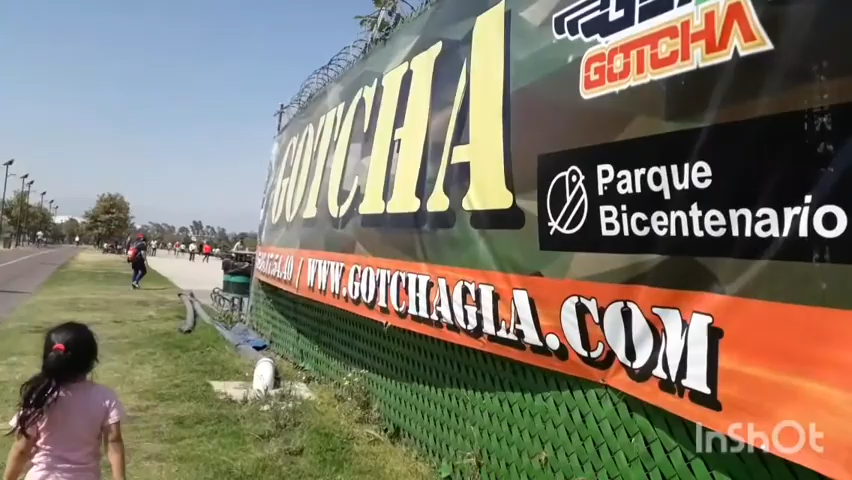 GOTCHA
GOTCHA
Parque
Bicentenario
/ WWW.GOTCHAGLA.COM
InShOt